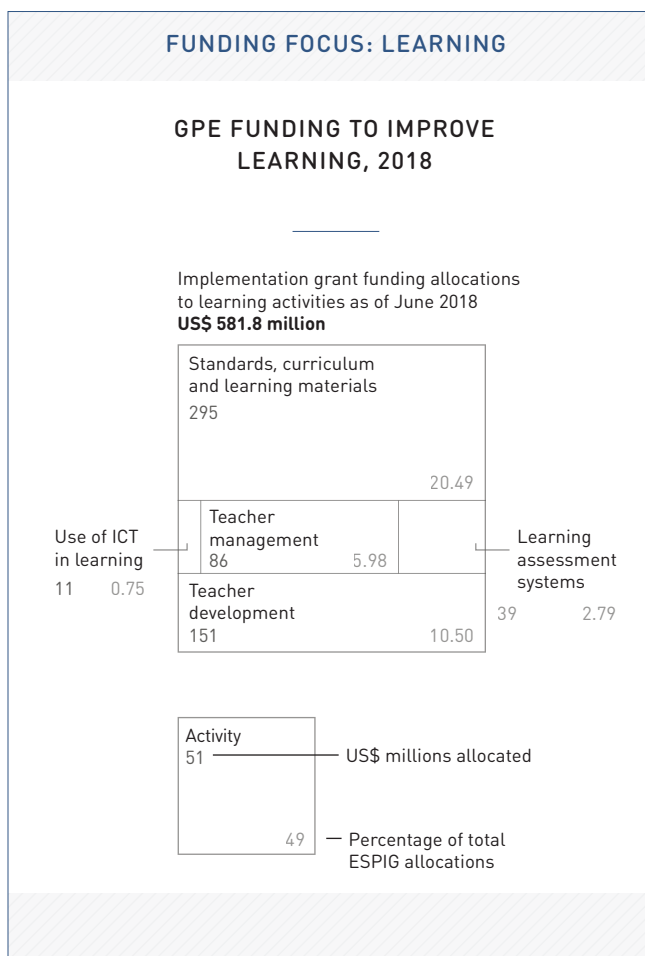 FUNDING FOCUS: LEARNING
GPE FUNDING TO IMPROVE
LEARNING, 2018
Implementation grant funding allocations
to learning activities as of June 2018
US$ 581.8 million
Standards, curriculum
and learning materials
295
20.49
Use of ICT
in learning
11 0.75
Teacher
management
86 5.98
Learning
assessment
systems
39 2.79
Teacher
development
151 10.50
Activity
51 US$ millions allocated
49 Percentage of total
ESPIG allocations